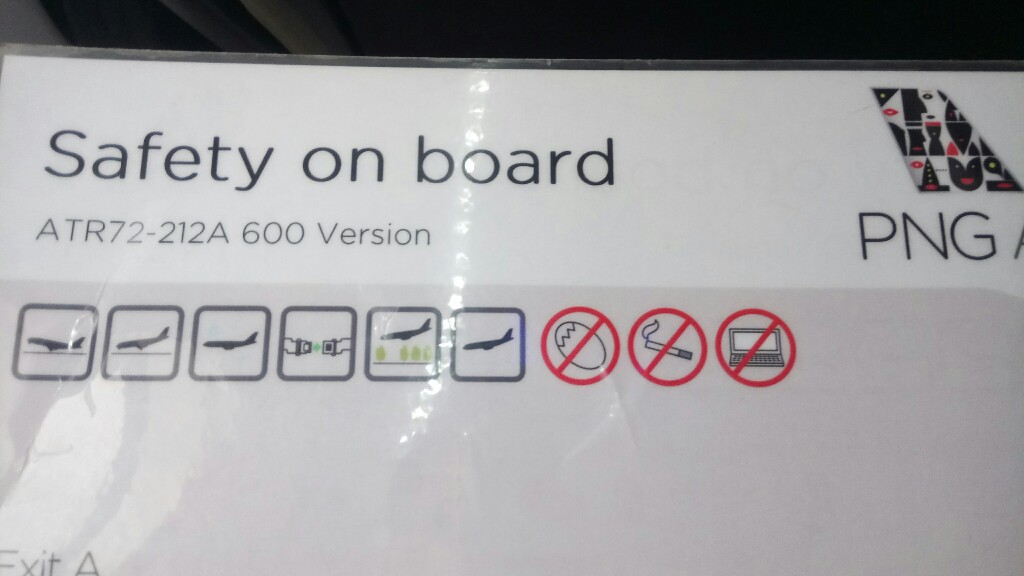 Safety on board
ATR72-212A 600 Version
PNG
Exit A